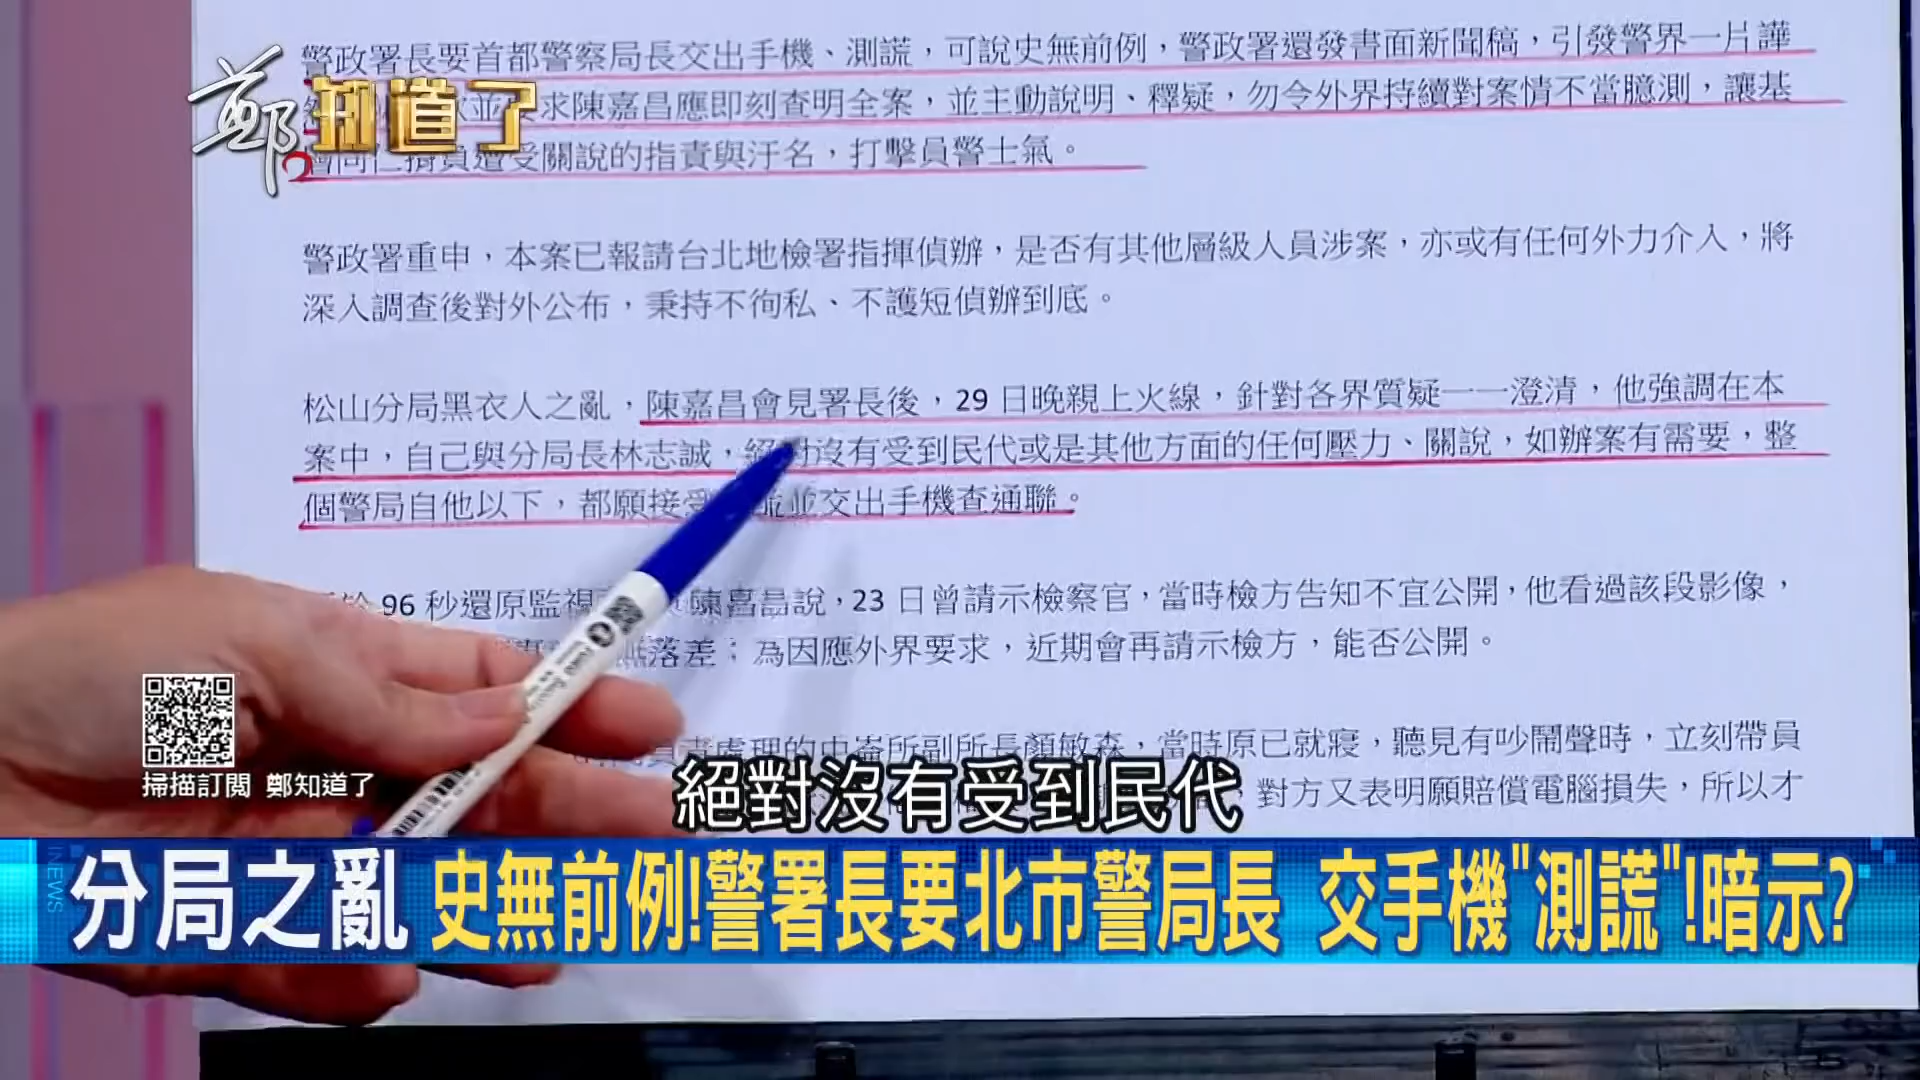 警政署長要首都警察局長交出手機、測謊，可說史無前例，警政署還發書面新聞稿，引發警界一片譁
鄭知道了
求陳嘉昌應即刻查明全案，並主動說明、釋疑，勿令外界持續對案情不當臆測，讓基
遭受關說的指責與汙名，打擊員警士氣。
警政署重申，本案已報請台北地檢署指揮偵辦，是否有其他層級人員涉案，亦或有任何外力介入，將
深入調查後對外公布，秉持不徇私、不護短偵辦到底。
松山分局黑衣人之亂，陳嘉昌會見署長後，29 日晚親上火線，針對各界質疑一一澄清，他強調在本
案中，自己與分局長林志誠，絕對沒有受到民代或是其他方面的任何壓力、關說，如辦案有需要，整
個警局自他以下，都願接受 並交出手機查通聯。
96 秒還原監視 陳嘉昌說，23 日曾請示檢察官，當時檢方告知不宜公開，他看過該段影像，
落差；為因應外界要求，近期會再請示檢方，能否公開。
處理的中崙所副所長顏敏森，當時原已就寢，聽見有吵鬧聲時，立刻帶員
；對方又表明願賠償電腦損失，所以才
掃描訂閱 鄭知道了
絕對沒有受到民代
INEWS
分局之亂 史無前例!警署長要北市警局長 交手機"測謊"!暗示?